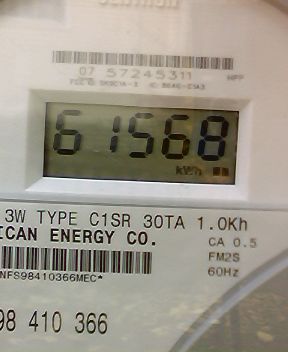 07 57245311
61568
kWh
3W TYPE C1SR 30TA 1.0Kh
ICAN ENERGY CO.
CA 0.5
FM2S
NFS98410366MEC*
60Hz
98 410 366